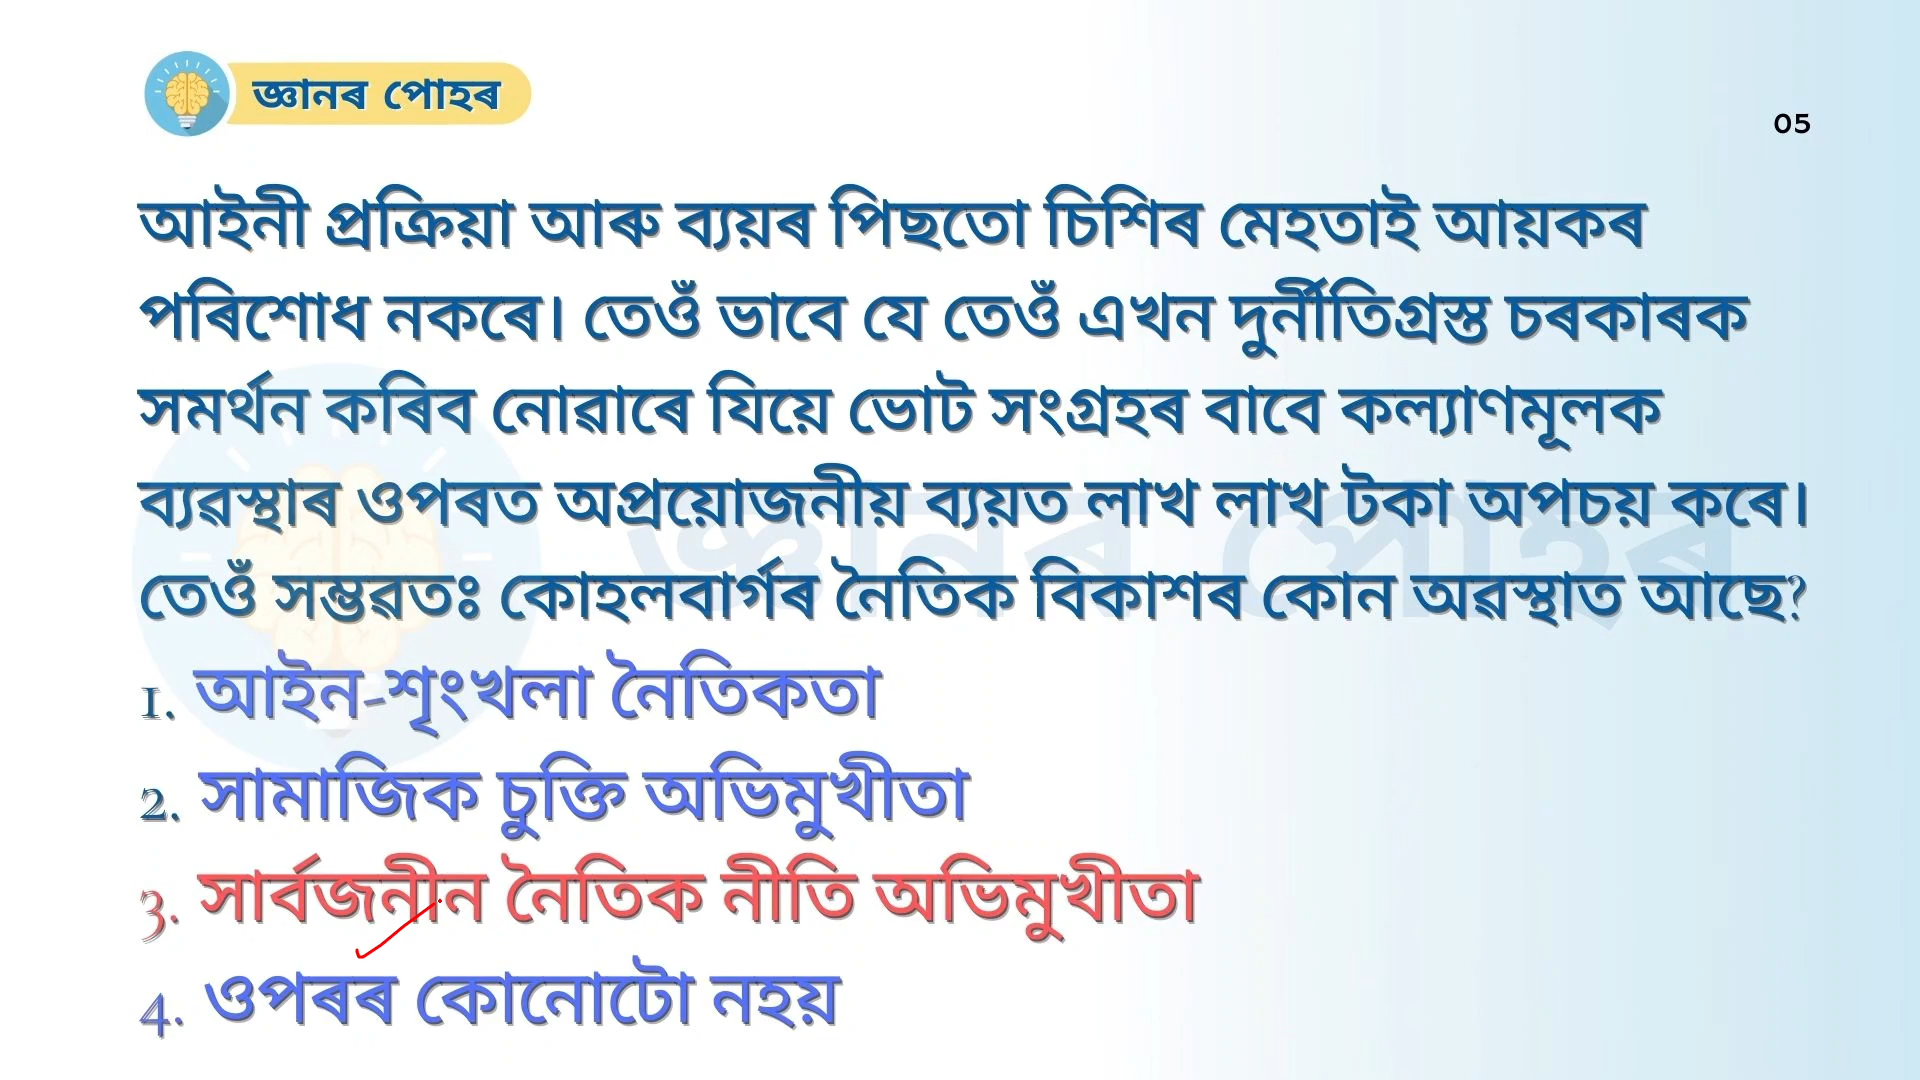 জ্ঞানৰ পোহৰ
05
আইনী প্ৰক্ৰিয়া আৰু ব্যয়ৰ পিছতো চিশিৰ মেহতাই আয়কৰ
পৰিশোধ নকৰে। তেওঁ ভাবে যে তেওঁ এখন দুৰ্নীতিগ্ৰস্ত চৰকাৰক
সমৰ্থন কৰিব নোৱাৰে যিয়ে ভোট সংগ্ৰহৰ বাবে কল্যাণমূলক
ব্যৱস্থাৰ ওপৰত অপ্ৰয়োজনীয় ব্যয়ত লাখ লাখ টকা অপচয় কৰে।
তেওঁ সম্ভৱতঃ কোহলবাৰ্গৰ নৈতিক বিকাশৰ কোন অৱস্থাত আছে?
1. আইন-শৃংখলা নৈতিকতা
2. সামাজিক চুক্তি অভিমুখীতা
3. সাৰ্বজনীন নৈতিক নীতি অভিমুখীতা
4. ওপৰৰ কোনোটো নহয়